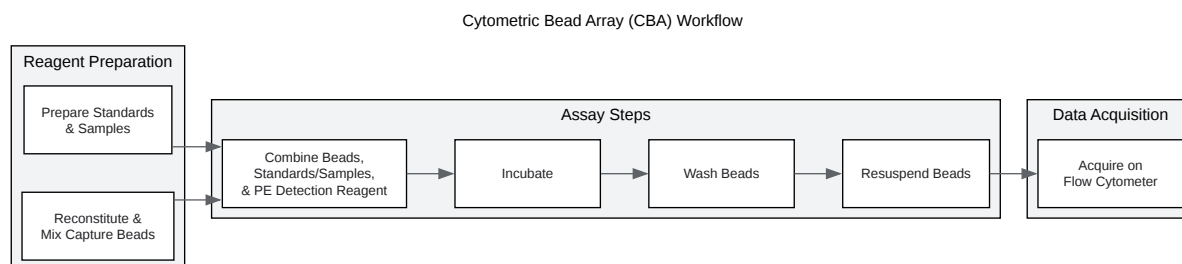 Cytometric Bead Array (CBA) Workflow
Reagent Preparation
Prepare Standards
& Samples
Reconstitute &
Mix Capture Beads
Assay Steps
Combine Beads,
Standards/Samples,
& PE Detection Reagent
Incubate
Wash Beads
Resuspend Beads
Data Acquisition
Acquire on
Flow Cytometer